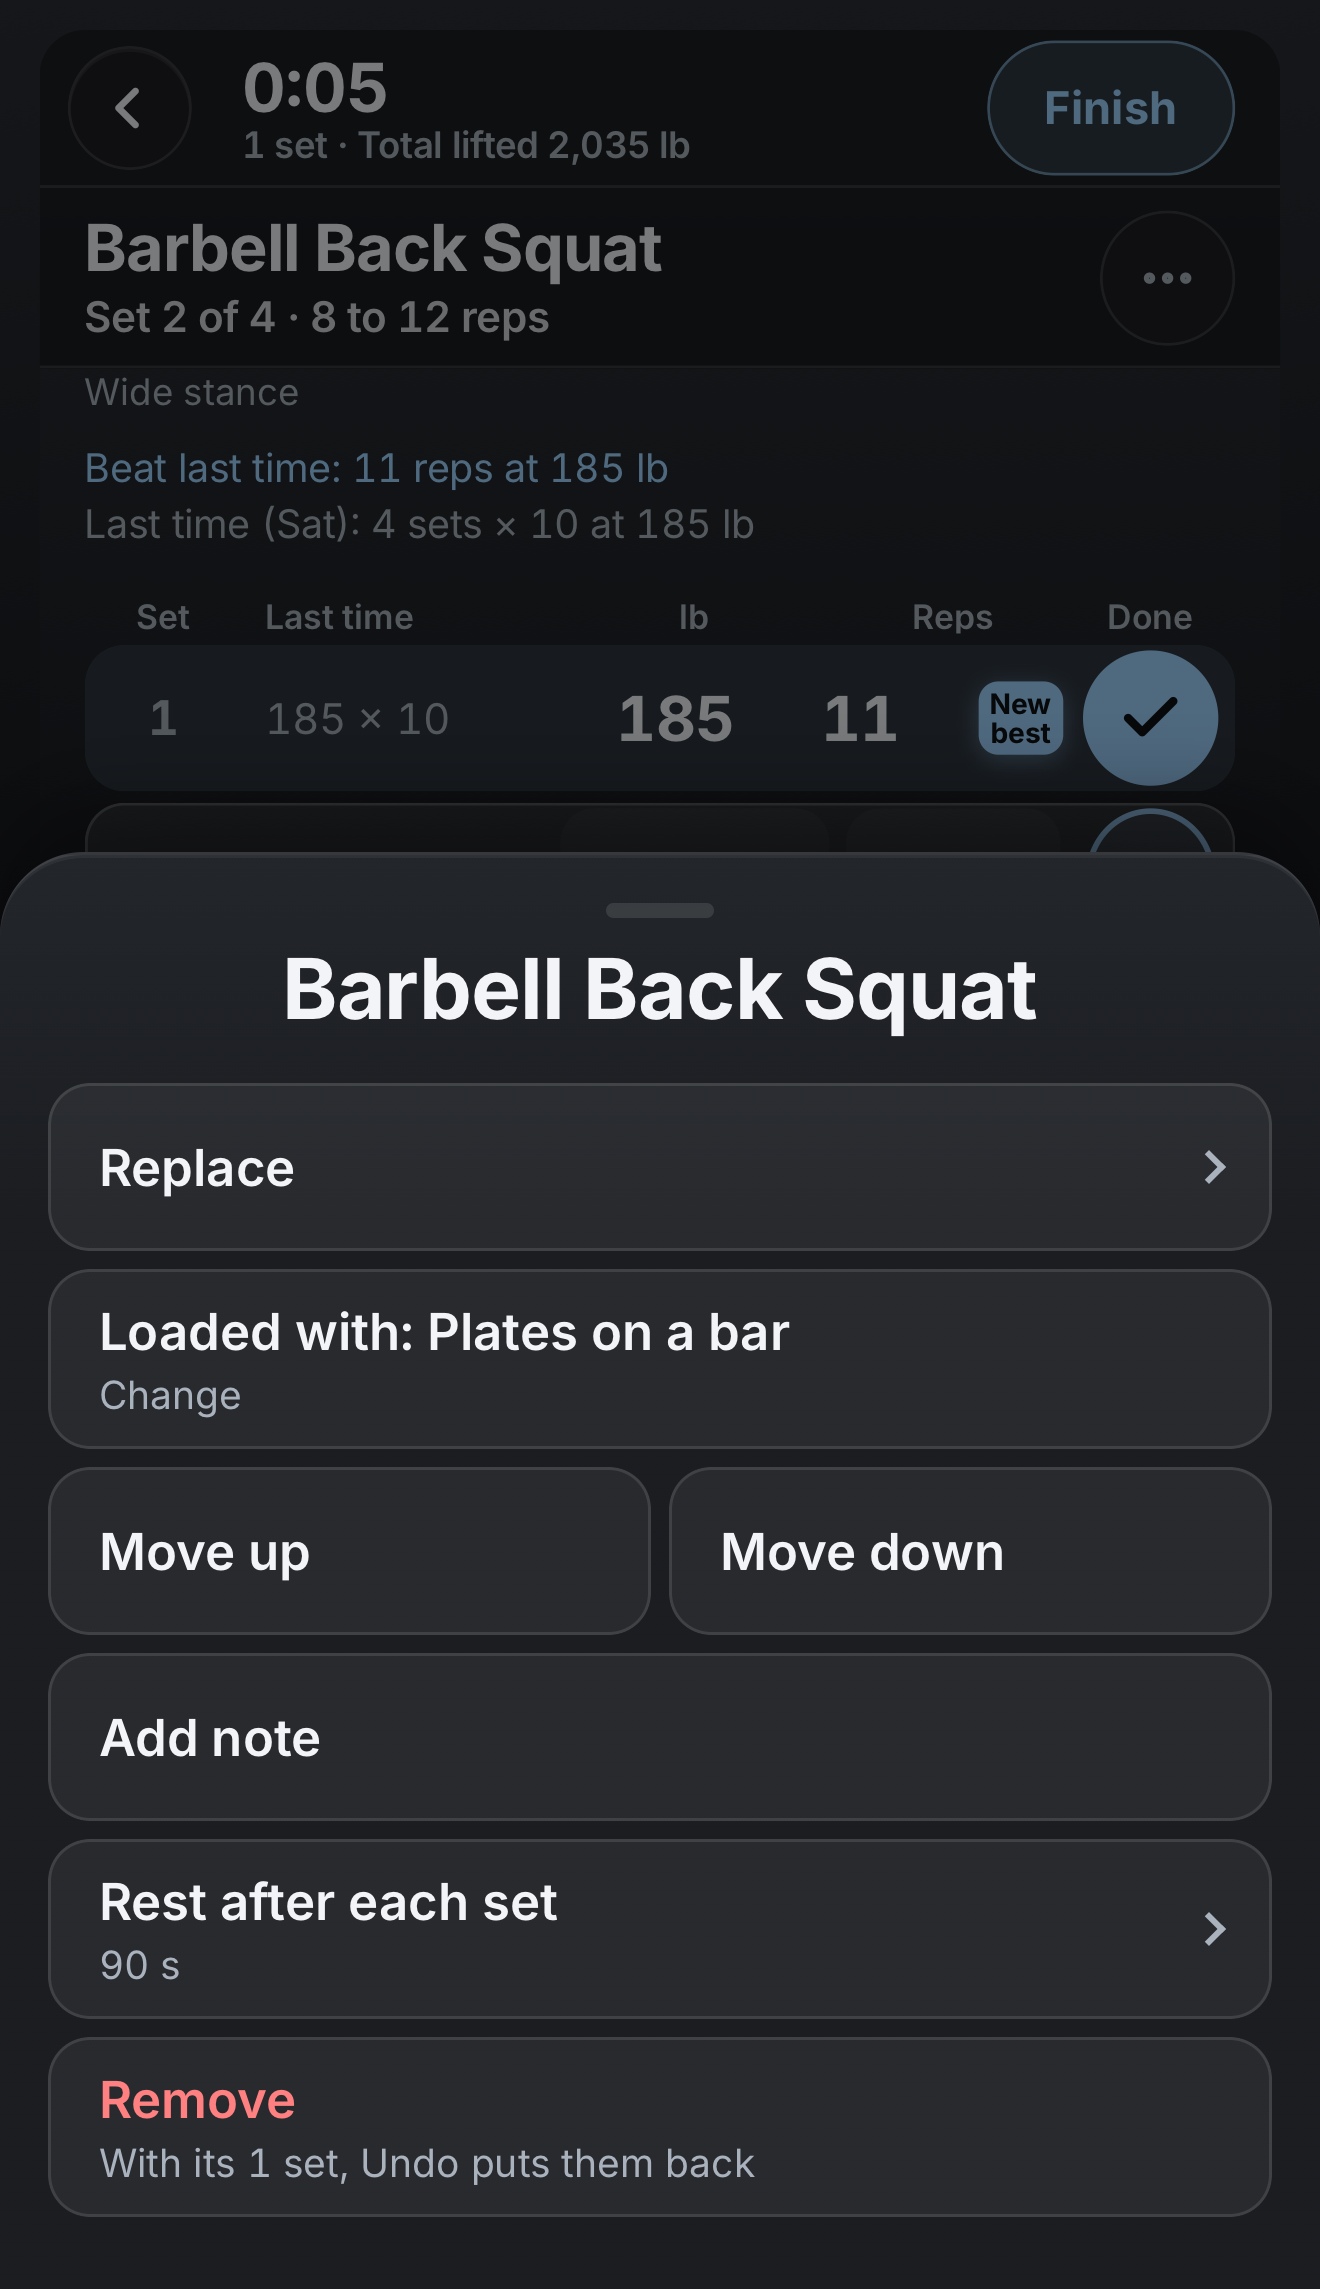 0:05
1 set · Total lifted 2,035 lb
Finish
Barbell Back Squat
Set 2 of 4 · 8 to 12 reps
Wide stance
Beat last time: 11 reps at 185 lb
Last time (Sat): 4 sets × 10 at 185 lb
Set Last time lb Reps Done
1 185 × 10 185 11 New best
Barbell Back Squat
Replace
Loaded with: Plates on a bar
Change
Move up Move down
Add note
Rest after each set
90 s
Remove
With its 1 set, Undo puts them back